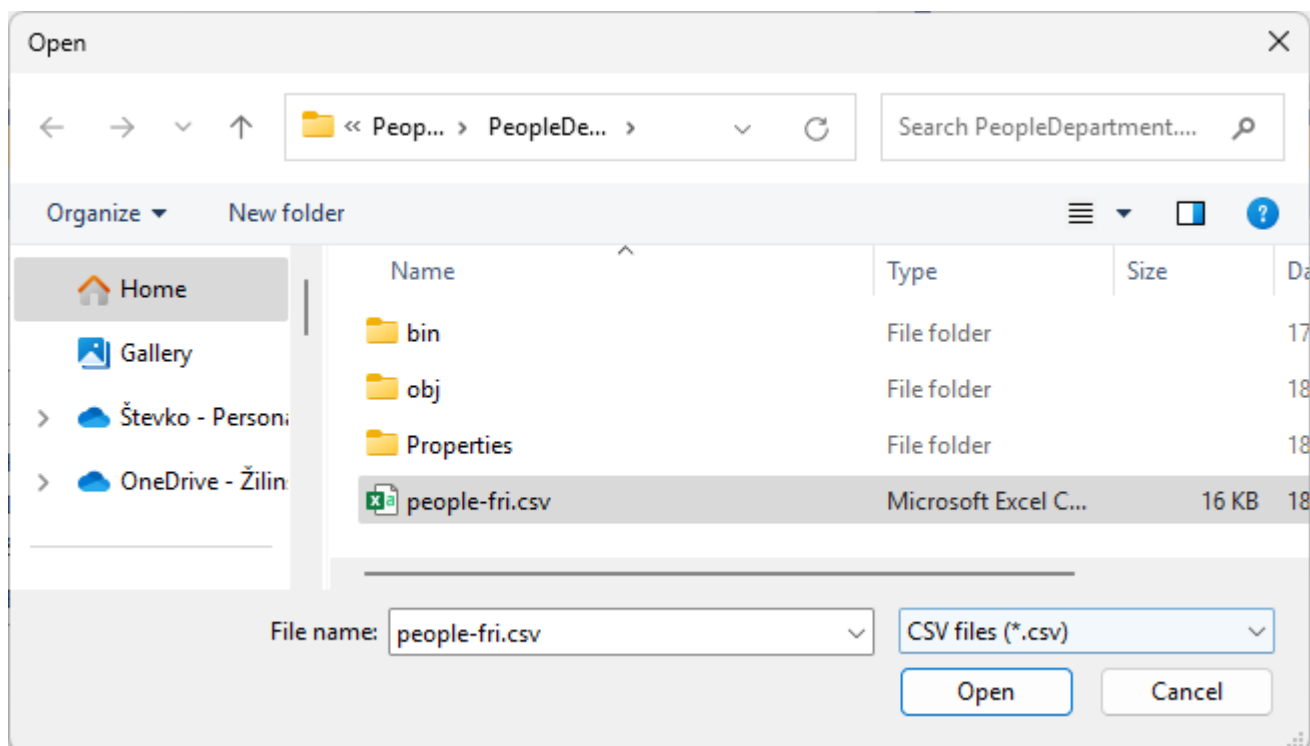 Open
« Peop... > PeopleDe... >
Search PeopleDepartment....
Organize
New folder
?
Name
Type
Size
Da
Home
Gallery
Števko - Persona
OneDrive - Žilin
bin
File folder
17
obj
File folder
18
Properties
File folder
18
people-fri.csv
Microsoft Excel C...
16 KB
18
File name:
people-fri.csv
CSV files (*.csv)
Open
Cancel